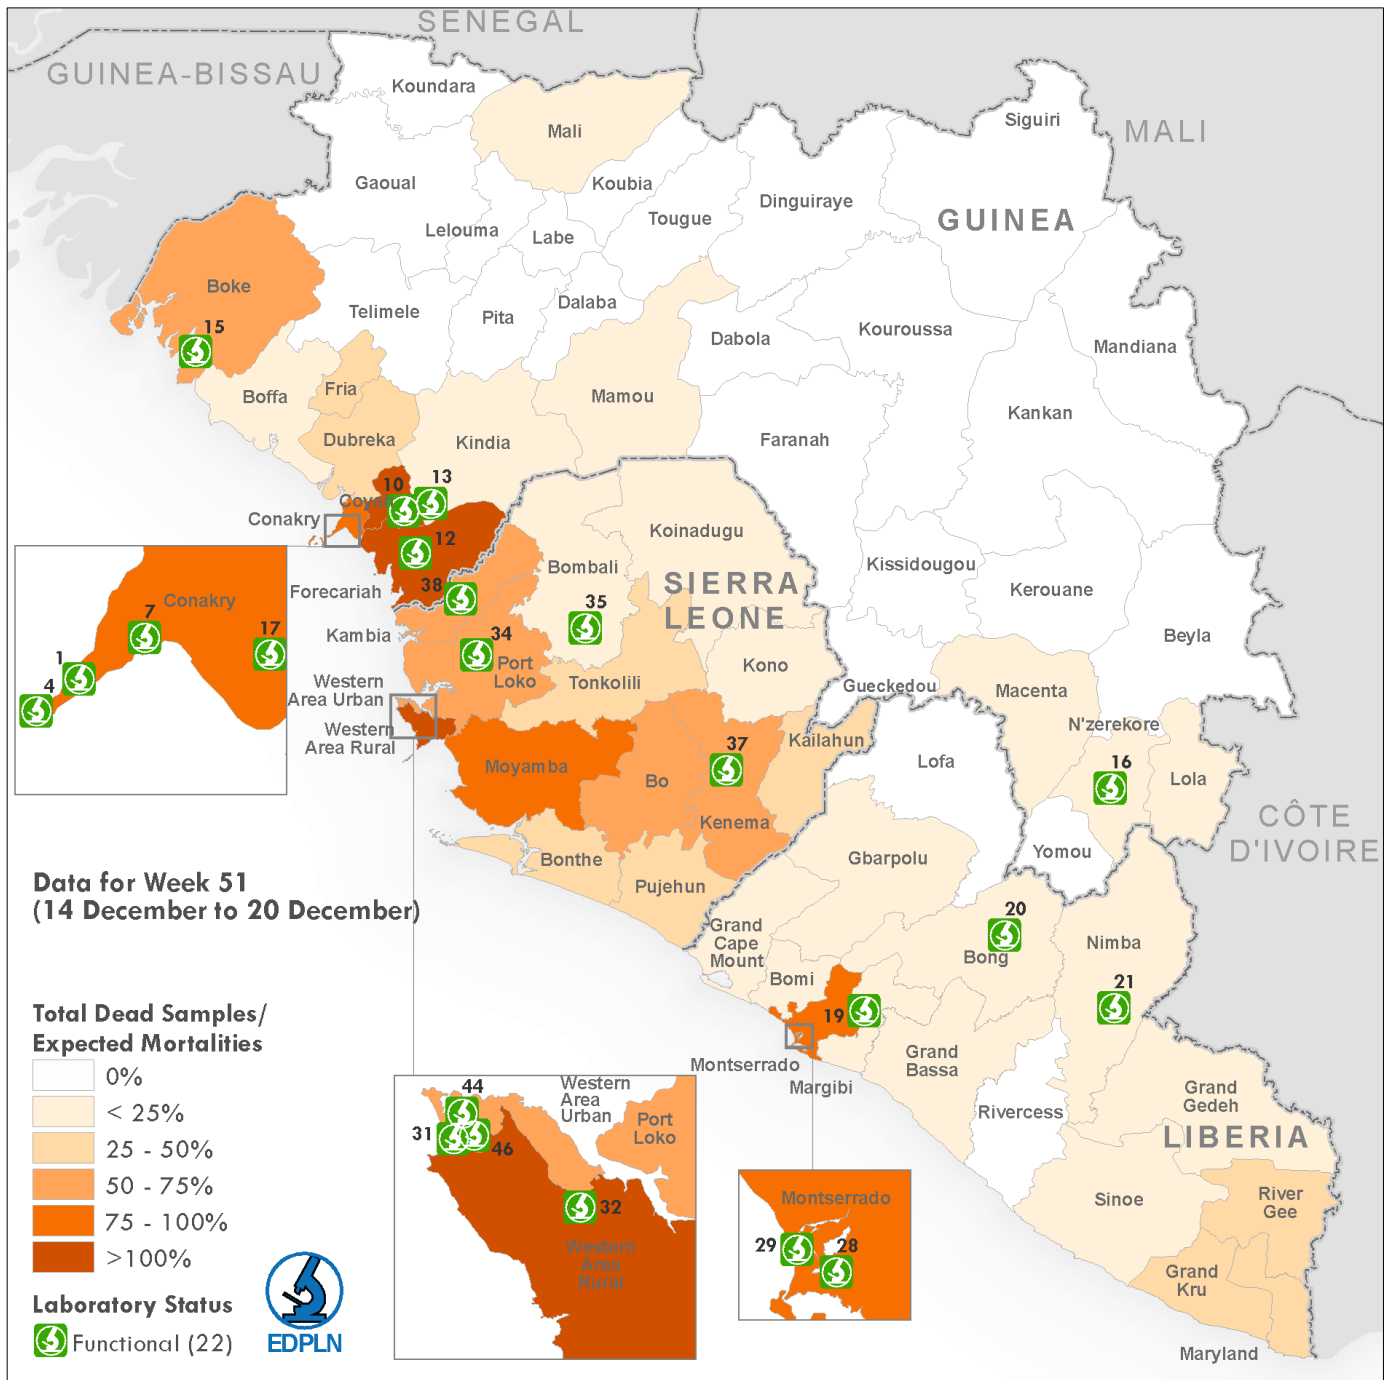 SENEGAL
GUINEA-BISSAU
Koundara
Mali
Siguiri
MALI
Gaoual
Koubia
Dinguiraye
Tougue
GUINEA
Lelouma
Labe
Boke
Telimele
Pita
Dalaba
Dabola
Kouroussa
Mandiana
15
Boffa
Fria
Mamou
Kankan
Dubreka
Kindia
Faranah
10
13
Coyah
Conakry
12
Koinadugu
Bombali
Kissidougou
SIERRA
LEONE
Kerouane
Forecariah
38
35
Kambia
34
Port
Loko
Beyla
Conakry
7
17
1
4
Kono
Tonkolili
Gueckedou
Macenta
Western
Area Urban
Western
Area Rural
N'zerekore
Kailahun
37
Moyamba
Bo
Lofa
16
Lola
Kenema
CÔTE
D'IVOIRE
Bonthe
Gbarpolu
Yomou
Pujehun
Data for Week 51
(14 December to 20 December)
Grand
Cape
Mount
20
Bong
Nimba
Bomi
21
19
Montserrado
Margibi
Grand
Bassa
Rivercess
Grand
Gedeh
LIBERIA
Sinoe
River
Gee
Grand
Kru
Maryland
Total Dead Samples/
Expected Mortalities
0%
< 25%
25 - 50%
50 - 75%
75 - 100%
>100%
Laboratory Status
Functional (22)
EDPLN
44
Western
Area
Urban
Port
Loko
31
46
32
Western
Area
Rural
Montserrado
29
28